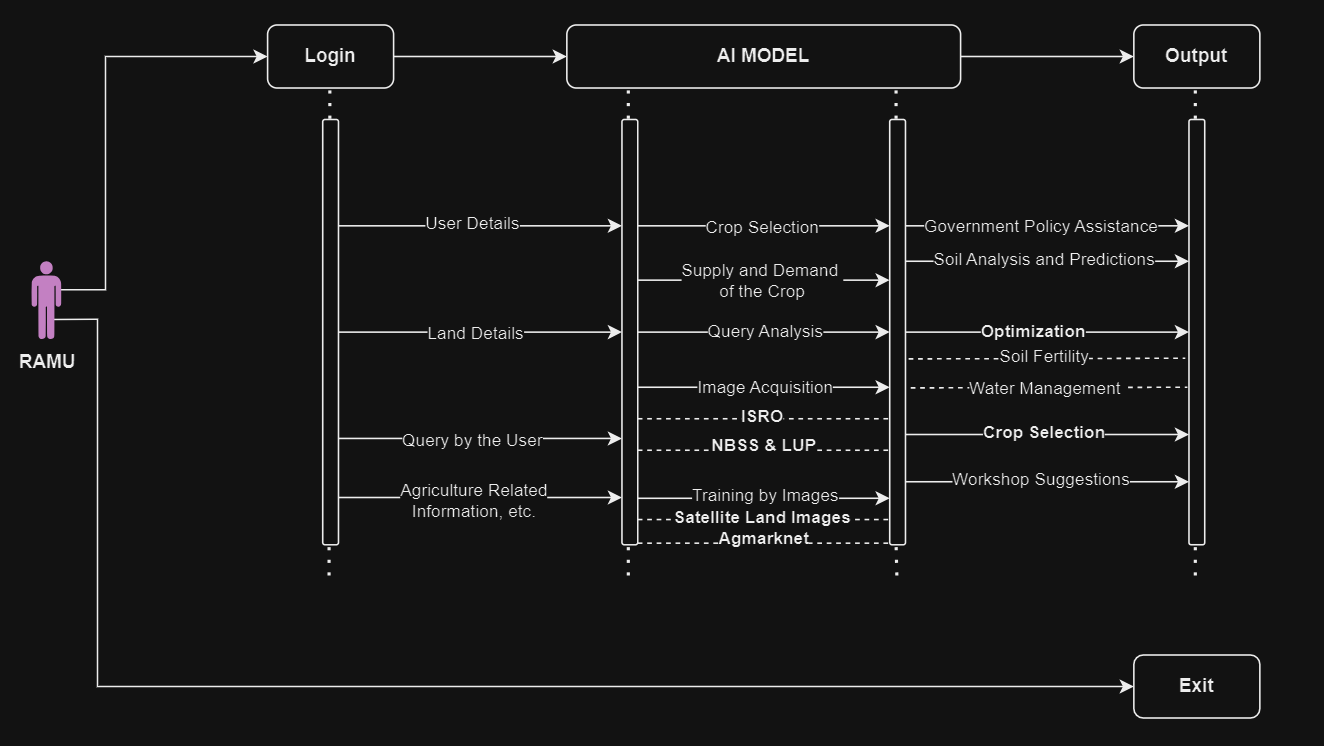 Login
AI MODEL
Output
User Details
Crop Selection
Government Policy Assistance
Soil Analysis and Predictions
Supply and Demand
of the Crop
Land Details
Query Analysis
Optimization
Soil Fertility
RAMU
Image Acquisition
Water Management
ISRO
Query by the User
NBSS & LUP
Crop Selection
Agriculture Related
Information, etc.
Training by Images
Workshop Suggestions
Satellite Land Images
Agmarknet
Exit